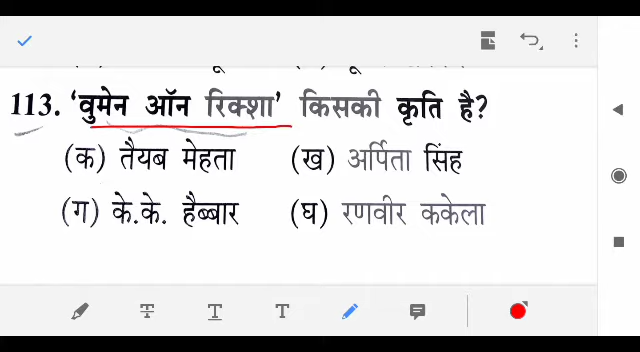 113. 'वुमेन ऑन रिक्शा' किसकी कृति है?
(क) तैयब मेहता (ख) अर्पिता सिंह
(ग) के.के. हैब्बार (घ) रणवीर ककेला